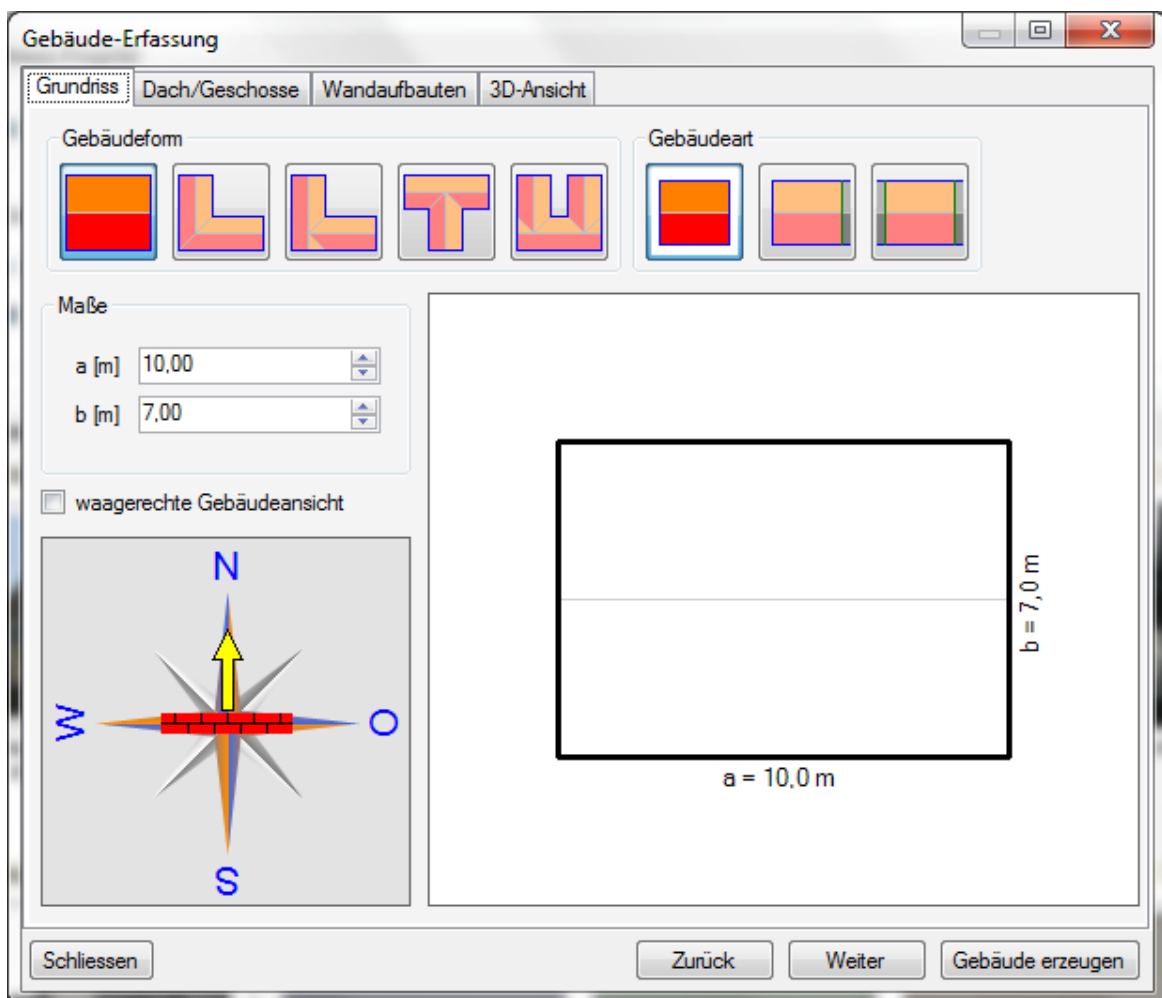 Gebäude-Erfassung
Grundriss Dach/Geschosse Wandaufbauten 3D-Ansicht
Gebäudeform Gebäudeart
Maße
a [m] 10,00
b [m] 7,00
waagerechte Gebäudeansicht
N
W O
S
b = 7,0 m
a = 10,0 m
Schliessen Zurück Weiter Gebäude erzeugen